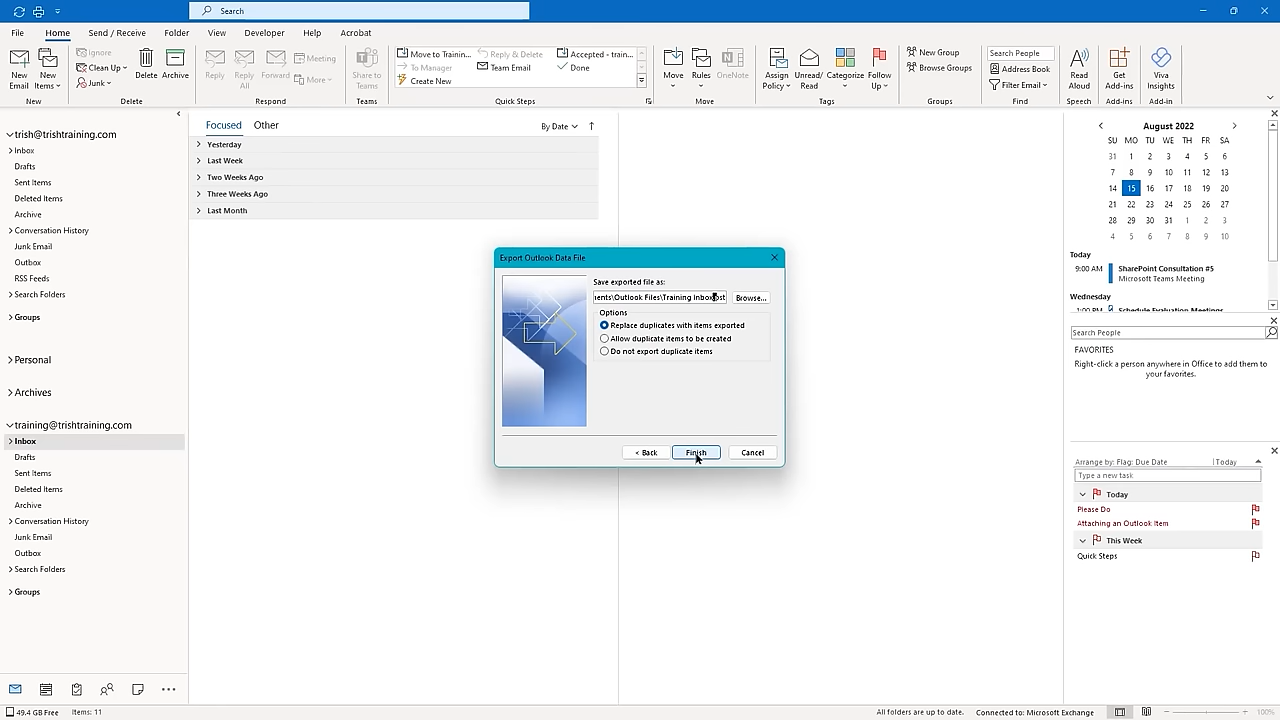 Search
File Home Send / Receive Folder View Developer Help Acrobat
New Email
New Items
New
Ignore
Clean Up
Junk
Delete
Archive
Delete
Reply
Reply All
Forward
Meeting
More
Respond
Share to Teams
Teams
Move to Trainin...
To Manager
Create New
Reply & Delete
Team Email
Accepted - train...
Done
Quick Steps
Move
Rules
OneNote
Move
Assign Policy
Unread/ Read
Categorize
Follow Up
Tags
New Group
Browse Groups
Groups
Search People
Address Book
Filter Email
Find
Read Aloud
Speech
Get Add-ins
Add-ins
Viva Insights
Add-in
trish@trishtraining.com
Inbox
Drafts
Sent Items
Deleted Items
Archive
Conversation History
Junk Email
Outbox
RSS Feeds
Search Folders
Groups
Personal
Archives
training@trishtraining.com
Inbox
Drafts
Sent Items
Deleted Items
Archive
Conversation History
Junk Email
Outbox
Search Folders
Groups
Focused Other By Date
Yesterday
Last Week
Two Weeks Ago
Three Weeks Ago
Last Month
Export Outlook Data File
Save exported file as:
ents\Outlook Files\Training Inbox
Browse...
Options
Replace duplicates with items exported
Allow duplicate items to be created
Do not export duplicate items
< Back Finish Cancel
August 2022
SU MO TU WE TH FR SA
31 1 2 3 4 5 6
7 8 9 10 11 12 13
14 15 16 17 18 19 20
21 22 23 24 25 26 27
28 29 30 31 1 2 3
4 5 6 7 8 9 10
Today
9:00 AM SharePoint Consultation #5
Microsoft Teams Meeting
Wednesday
1:00 PM Schedule Evaluation Meetings
Search People
FAVORITES
Right-click a person anywhere in Office to add them to
your favorites.
Arrange by: Flag: Due Date Today
Type a new task
Today
Please Do
Attaching an Outlook Item
This Week
Quick Steps
49.4 GB Free Items: 11 All folders are up to date. Connected to: Microsoft Exchange 100%